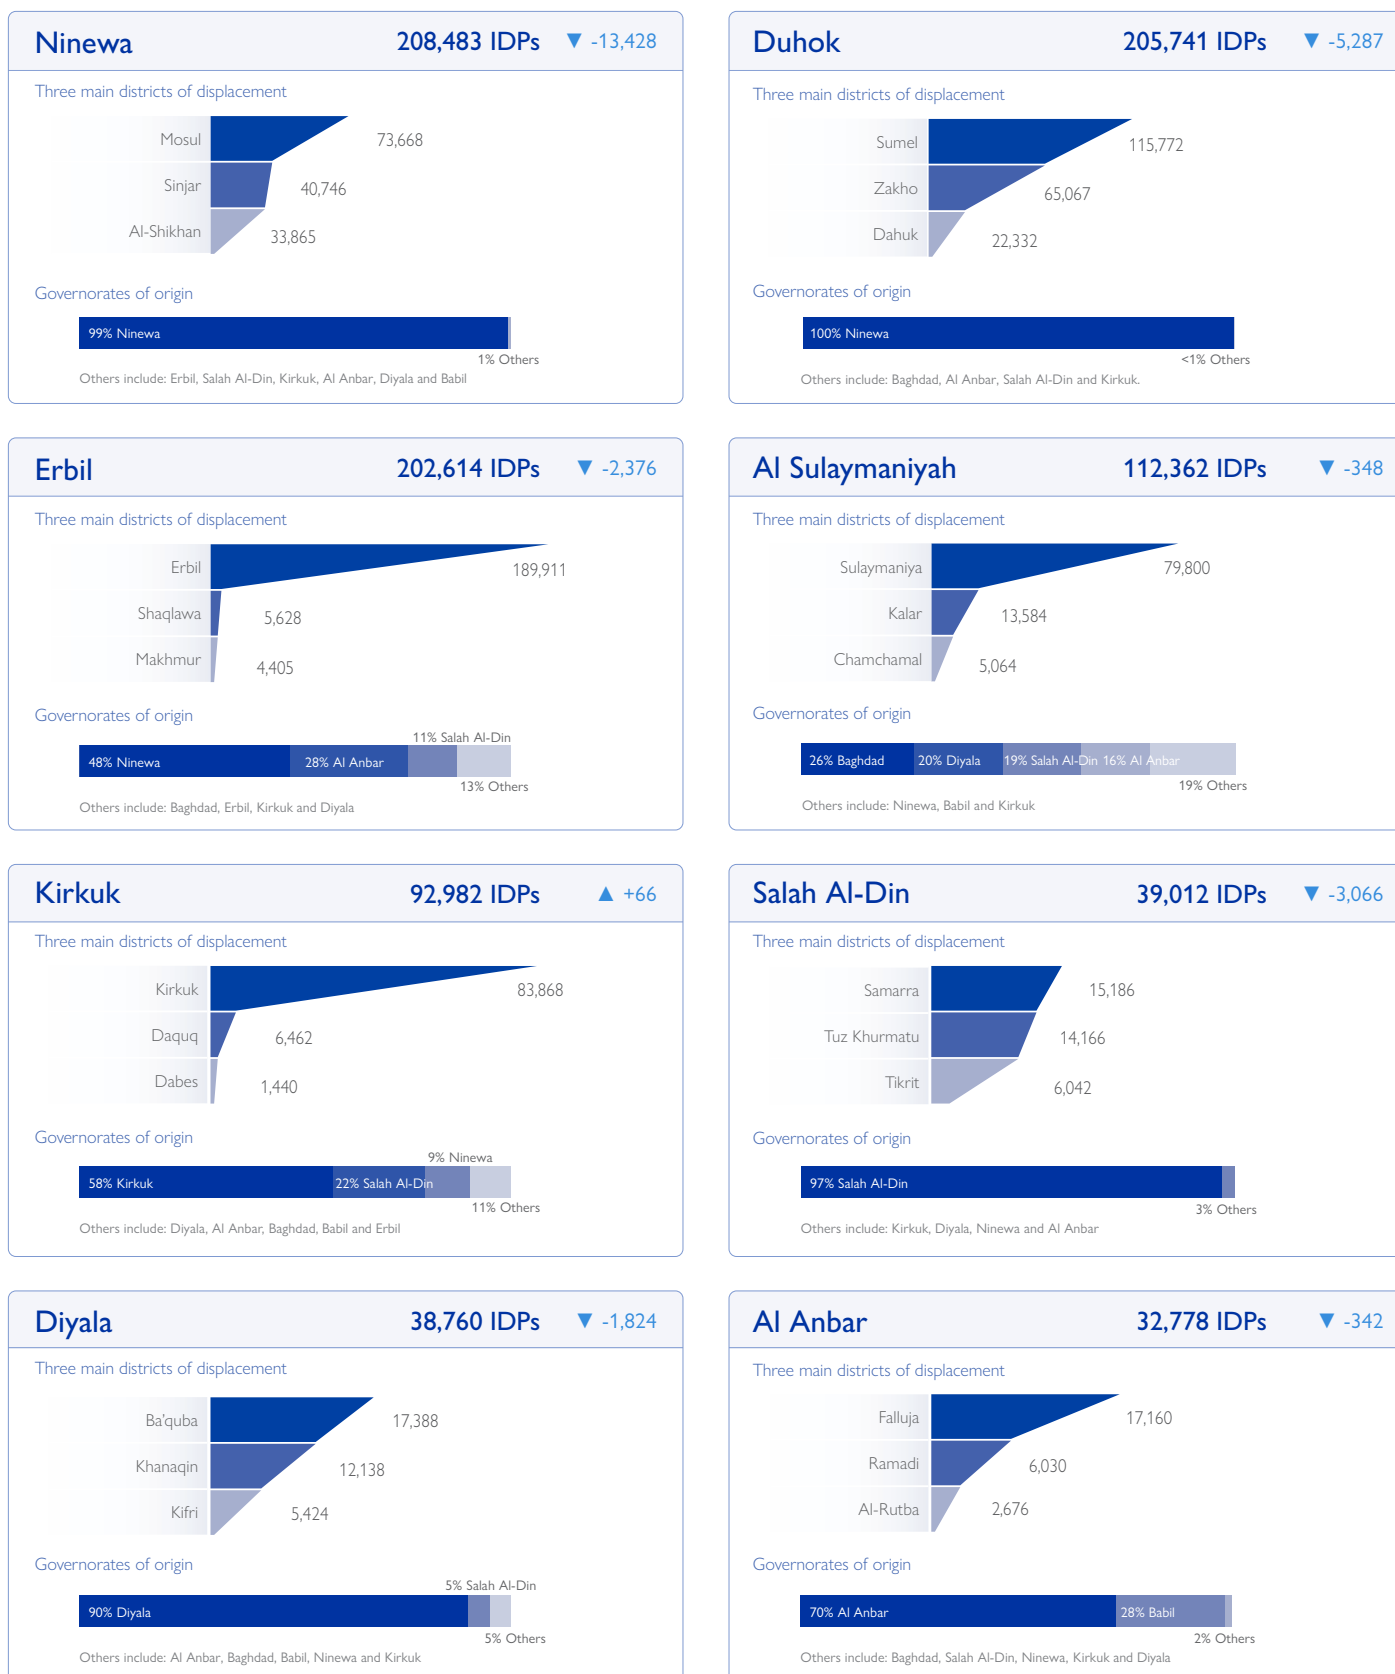 Ninewa 208,483 IDPs ▼ -13,428
Three main districts of displacement
Mosul 73,668
Sinjar 40,746
Al-Shikhan 33,865
Governorates of origin
99% Ninewa
1% Others
Others include: Erbil, Salah Al-Din, Kirkuk, Al Anbar, Diyala and Babil
Duhok 205,741 IDPs ▼ -5,287
Three main districts of displacement
Sumel 115,772
Zakho 65,067
Dahuk 22,332
Governorates of origin
100% Ninewa
<1% Others
Others include: Baghdad, Al Anbar, Salah Al-Din and Kirkuk.
Erbil 202,614 IDPs ▼ -2,376
Three main districts of displacement
Erbil 189,911
Shaqlawa 5,628
Makhmur 4,405
Governorates of origin
11% Salah Al-Din
48% Ninewa 28% Al Anbar
13% Others
Others include: Baghdad, Erbil, Kirkuk and Diyala
Al Sulaymaniyah 112,362 IDPs ▼ -348
Three main districts of displacement
Sulaymaniya 79,800
Kalar 13,584
Chamchamal 5,064
Governorates of origin
26% Baghdad 20% Diyala 19% Salah Al-Din 16% Al Anbar
19% Others
Others include: Ninewa, Babil and Kirkuk
Kirkuk 92,982 IDPs ▲ +66
Three main districts of displacement
Kirkuk 83,868
Daquq 6,462
Dabes 1,440
Governorates of origin
9% Ninewa
58% Kirkuk 22% Salah Al-Din
11% Others
Others include: Diyala, Al Anbar, Baghdad, Babil and Erbil
Salah Al-Din 39,012 IDPs ▼ -3,066
Three main districts of displacement
Samarra 15,186
Tuz Khurmatu 14,166
Tikrit 6,042
Governorates of origin
97% Salah Al-Din
3% Others
Others include: Kirkuk, Diyala, Ninewa and Al Anbar
Diyala 38,760 IDPs ▼ -1,824
Three main districts of displacement
Ba'quba 17,388
Khanaqin 12,138
Kifri 5,424
Governorates of origin
5% Salah Al-Din
90% Diyala
5% Others
Others include: Al Anbar, Baghdad, Babil, Ninewa and Kirkuk
Al Anbar 32,778 IDPs ▼ -342
Three main districts of displacement
Falluja 17,160
Ramadi 6,030
Al-Rutba 2,676
Governorates of origin
70% Al Anbar 28% Babil
2% Others
Others include: Baghdad, Salah Al-Din, Ninewa, Kirkuk and Diyala